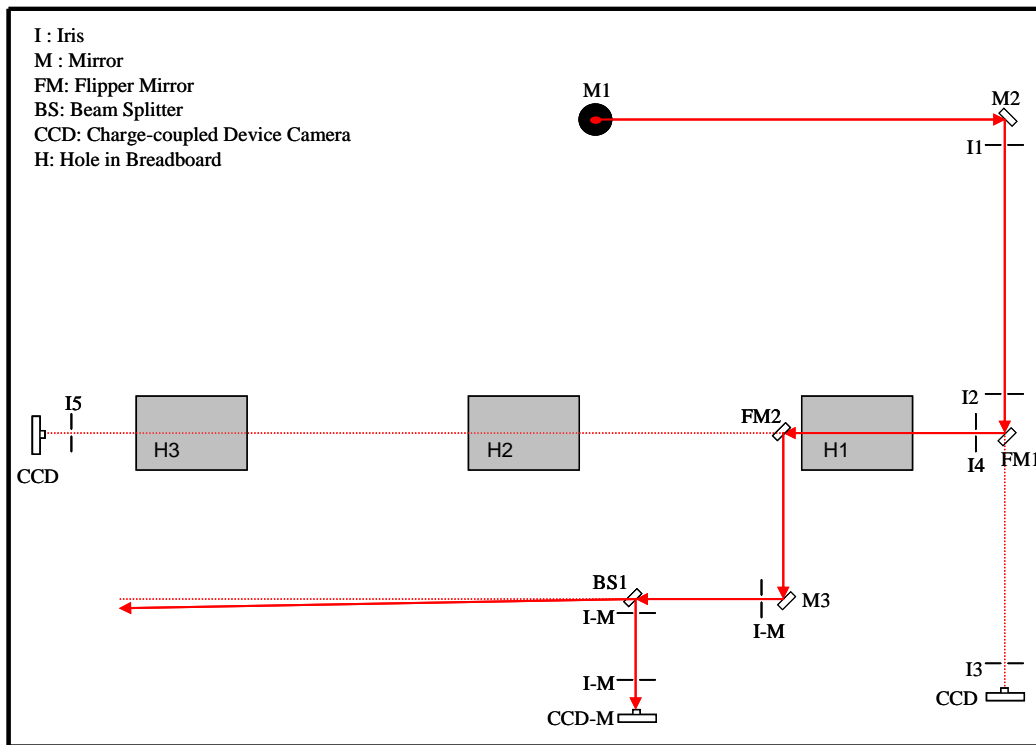 I : Iris
M : Mirror
FM: Flipper Mirror
BS: Beam Splitter
CCD: Charge-coupled Device Camera
H: Hole in Breadboard
M1
M2
I1
I2
I5
FM2
H3
H2
H1
I4
FM1
CCD
BS1
M3
I-M
I-M
I3
I-M
CCD
CCD-M